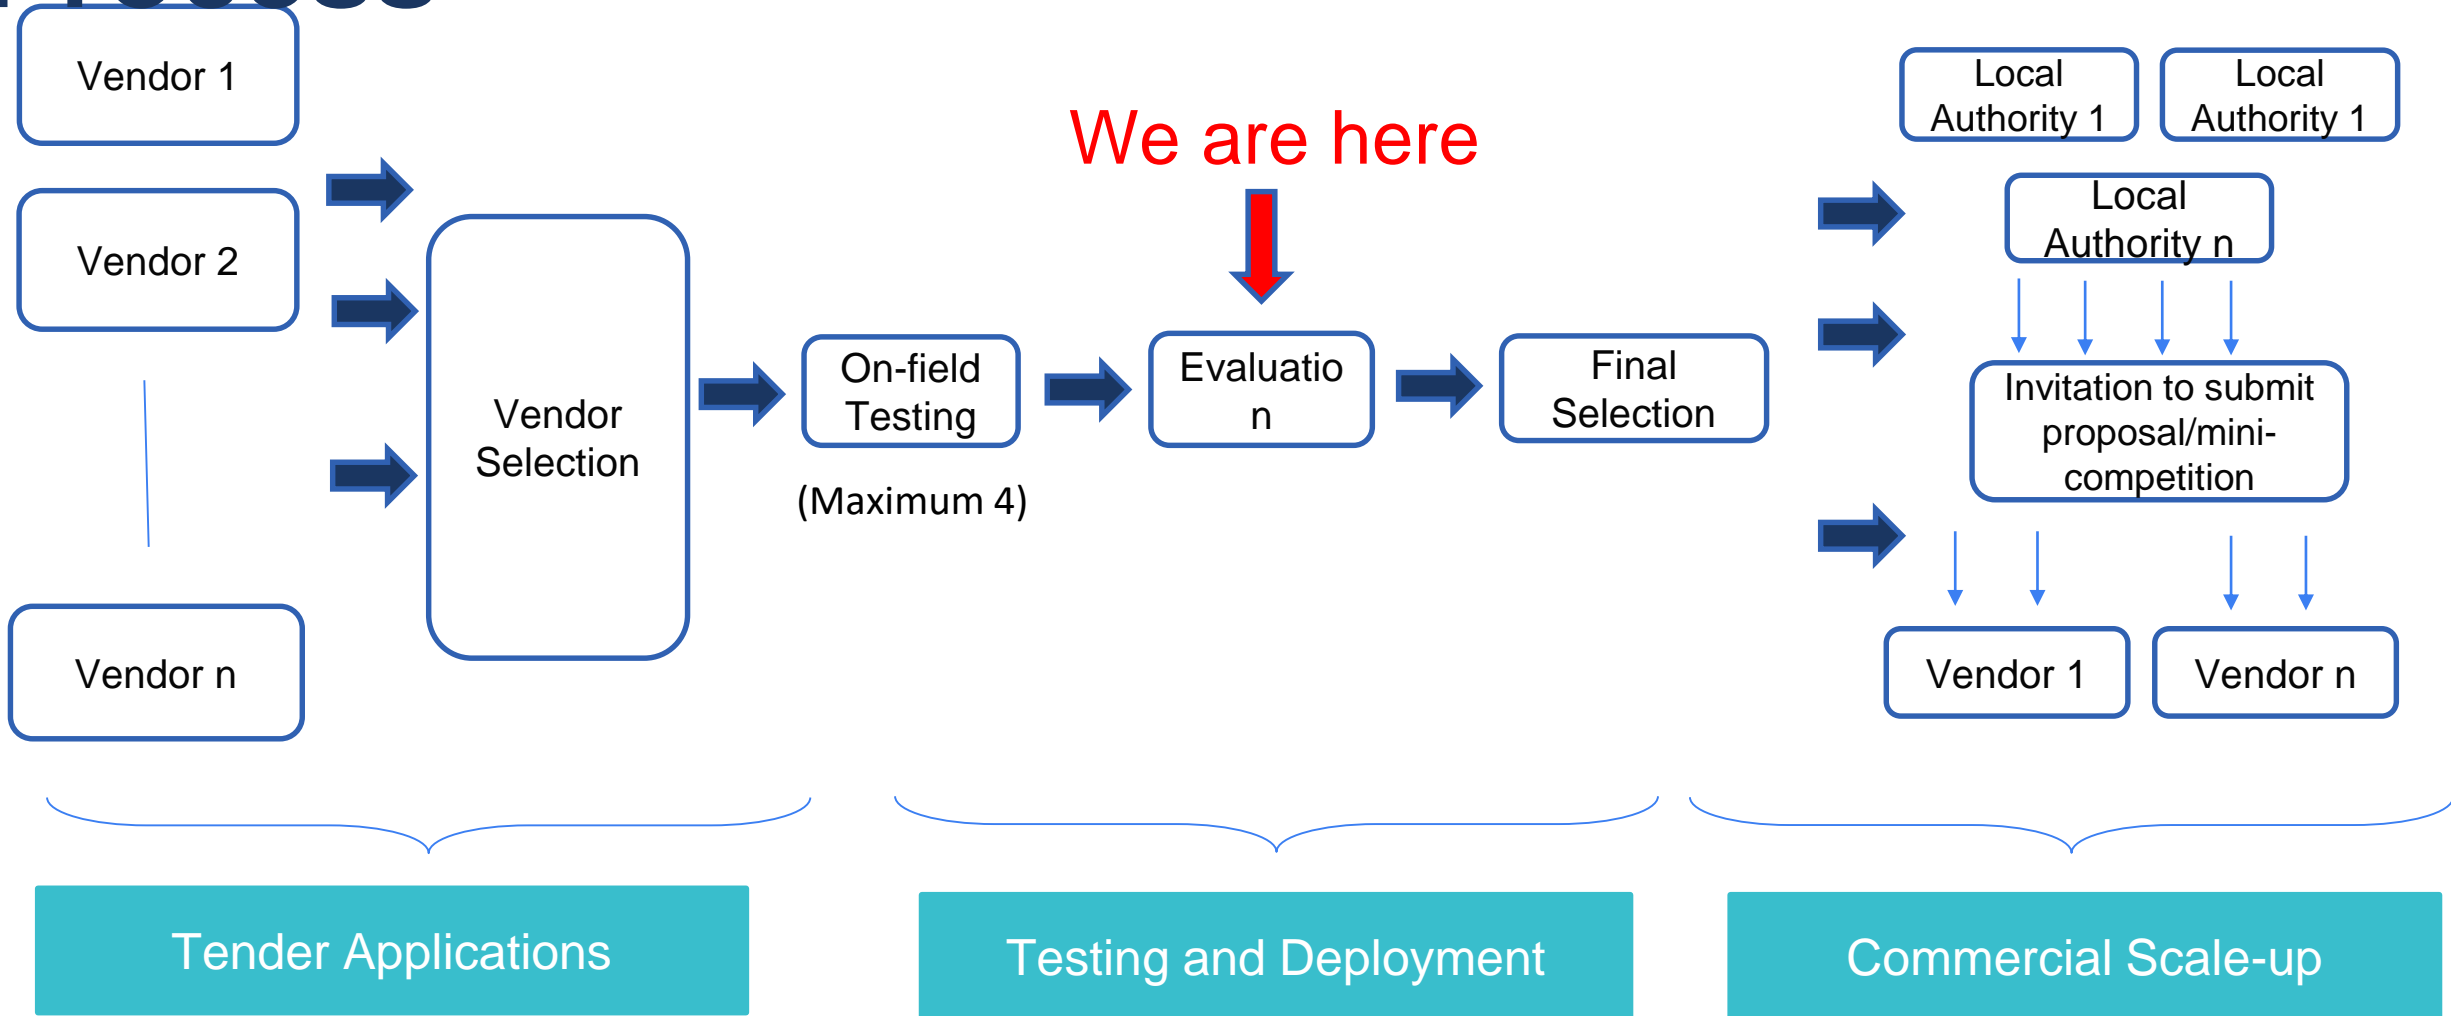 Vendor 1
Vendor 2
Vendor n
Vendor
Selection
On-field
Testing
(Maximum 4)
We are here
Evaluatio
n
Final
Selection
Local
Authority 1
Local
Authority 1
Local
Authority n
Invitation to submit
proposal/mini-
competition
Vendor 1
Vendor n
Tender Applications
Testing and Deployment
Commercial Scale-up